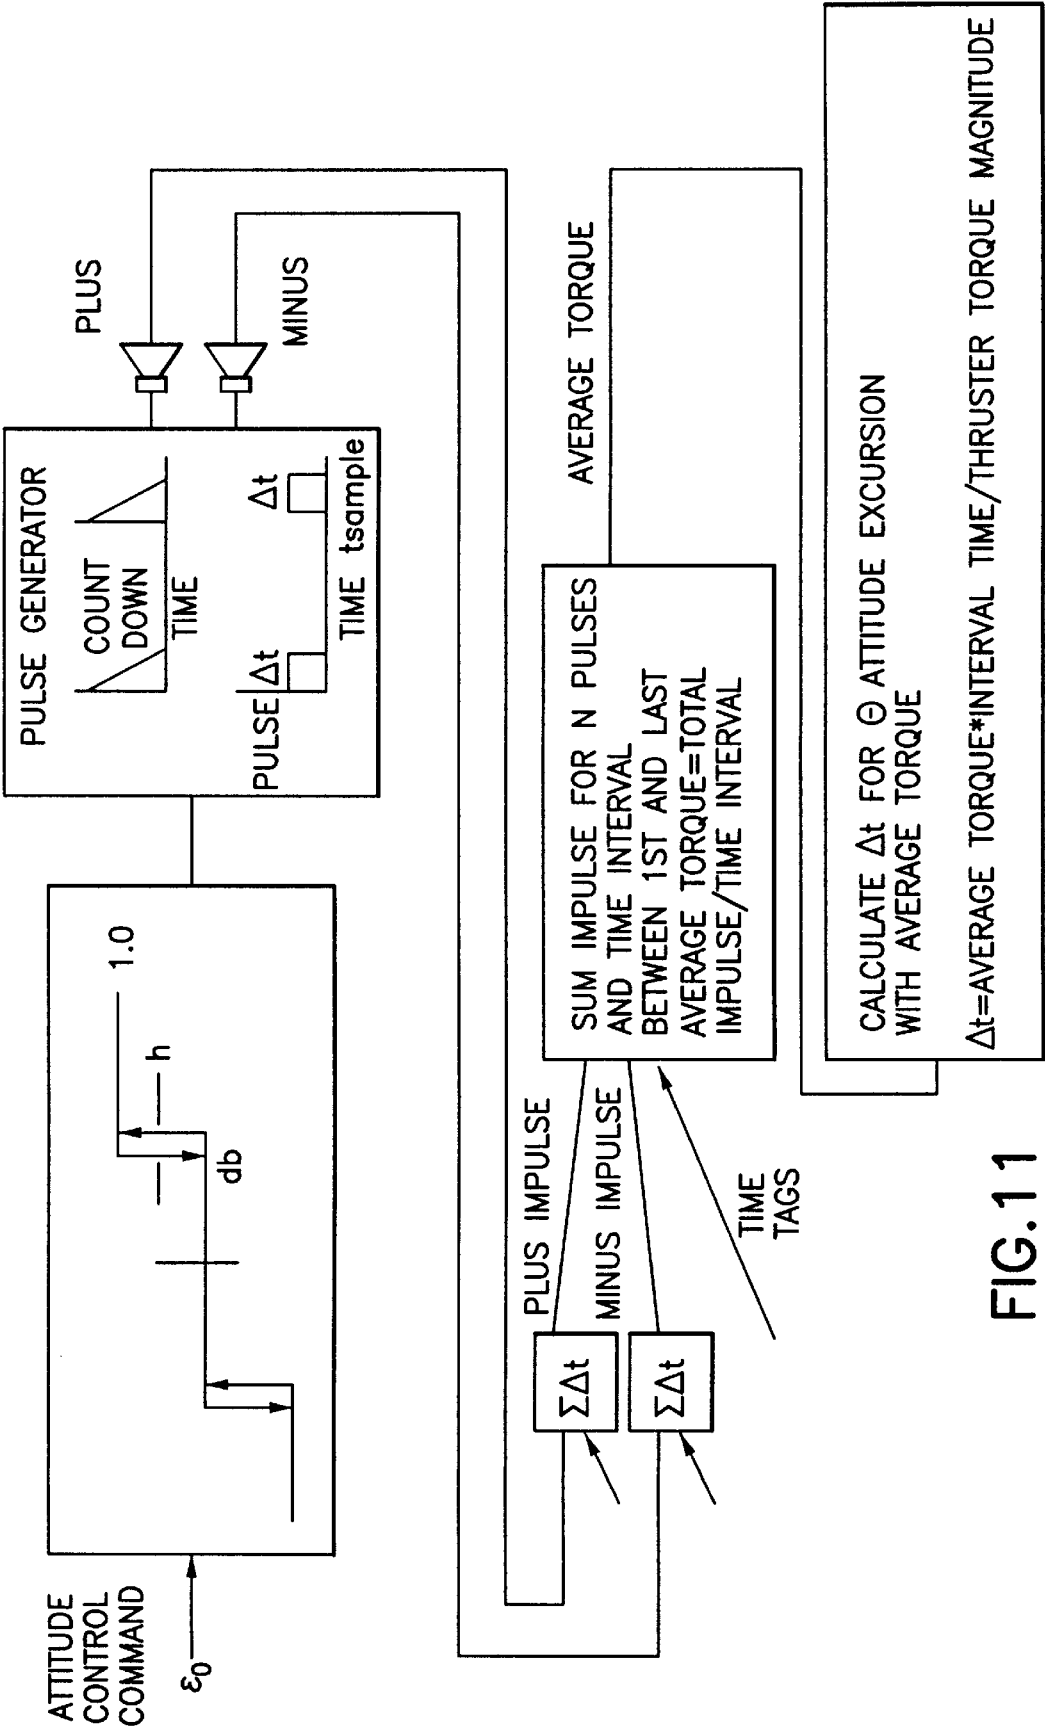 ATTITUDE
CONTROL
COMMAND
ε0
1.0
h
db
PULSE GENERATOR
COUNT
DOWN
TIME
PULSE
Δt
Δt
TIME tsample
PLUS
MINUS
ΣΔt
ΣΔt
PLUS IMPULSE
MINUS IMPULSE
TIME
TAGS
SUM IMPULSE FOR N PULSES
AND TIME INTERVAL
BETWEEN 1ST AND LAST
AVERAGE TORQUE=TOTAL
IMPULSE/TIME INTERVAL
AVERAGE TORQUE
CALCULATE Δt FOR Θ ATTITUDE EXCURSION
WITH AVERAGE TORQUE
Δt=AVERAGE TORQUE*INTERVAL TIME/THRUSTER TORQUE MAGNITUDE
FIG.11